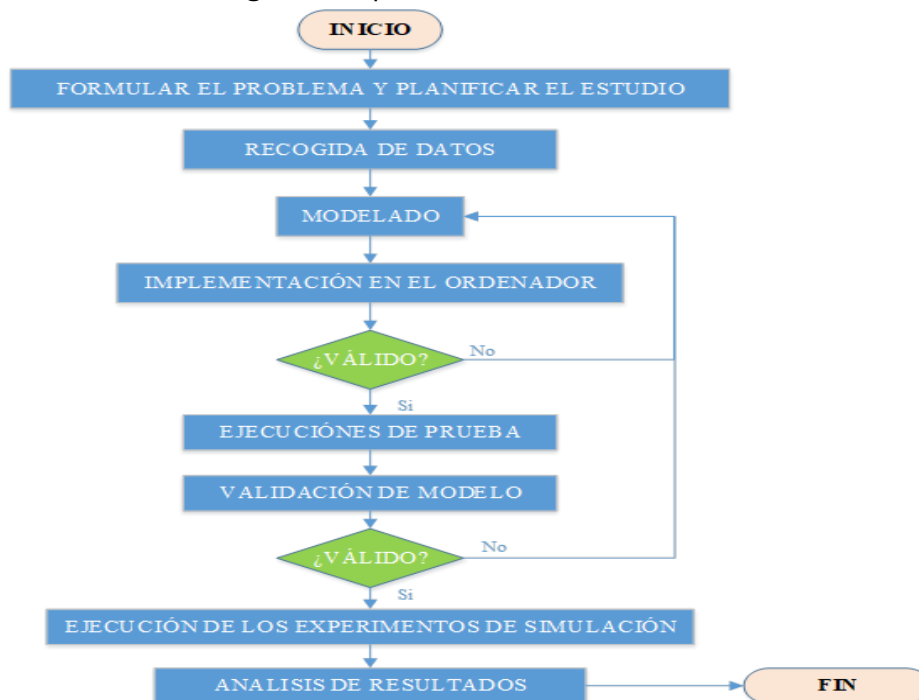 INICIO
FORMULAR EL PROBLEMA Y PLANIFICAR EL ESTUDIO
RECOGIDA DE DATOS
MODELADO
IMPLEMENTACIÓN EN EL ORDENADOR
¿VÁLIDO?
No
Si
EJECUCIÓNES DE PRUEBA
VALIDACIÓN DE MODELO
¿VÁLIDO?
No
Si
EJECUCIÓN DE LOS EXPERIMENTOS DE SIMULACIÓN
ANALISIS DE RESULTADOS
FIN